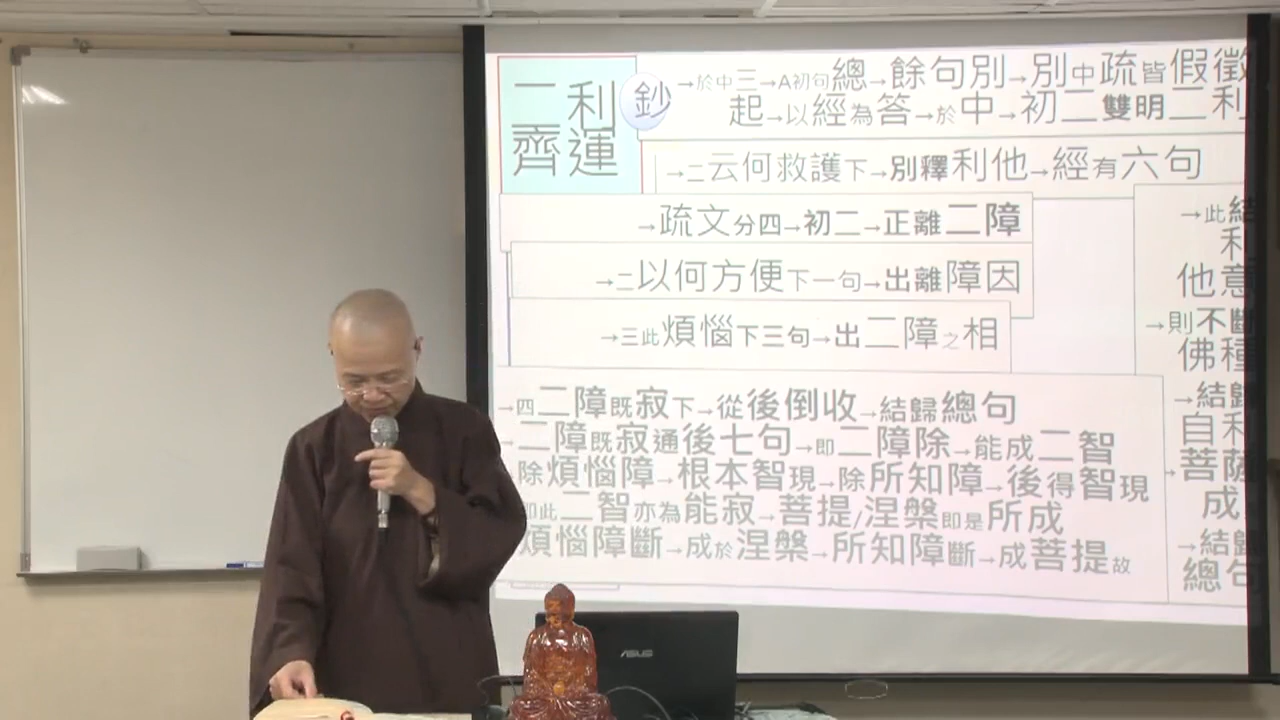 二利
齊運
鈔
→於中三→A初句總→餘句別→別中疏皆假徵
起→以經為答→於中→初二雙明二利
→二云何救護下→別釋利他→經有六句
→疏文分四→初二→正離二障
→二以何方便下一句→出離障因
→三此煩惱下三句→出二障之相
→四二障既寂下→從後倒收→結歸總句
→二障既寂通後七句→即二障除→能成二智
除煩惱障→根本智現→除所知障→後得智現
即此二智亦為能寂→菩提/涅槃即是所成
煩惱障斷→成於涅槃→所知障斷→成菩提故
→此結
利
他意
→則不斷
佛種
→結歸
自利
→菩薩
成
→結歸
總句
ASUS